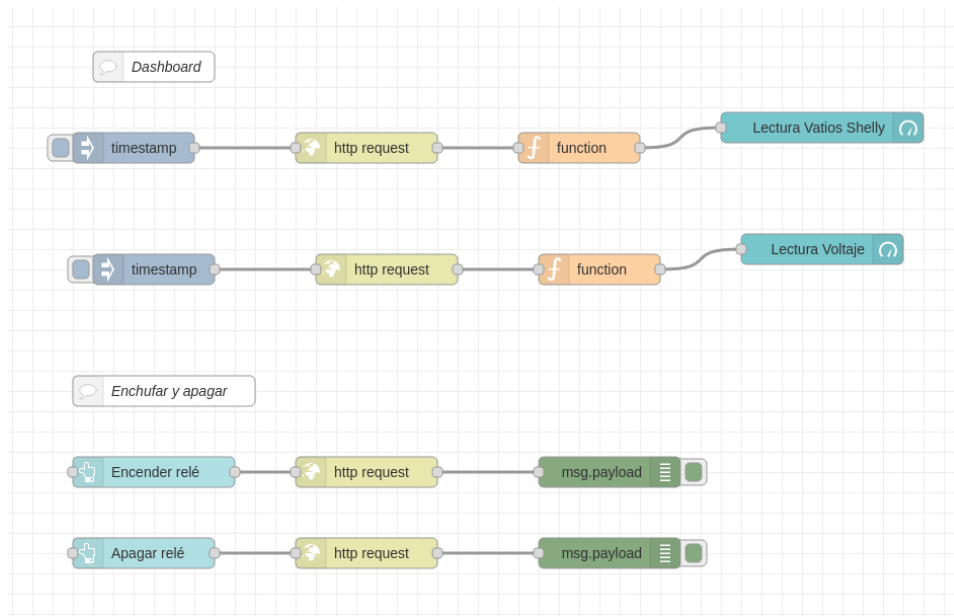 Dashboard
timestamp
http request
function
Lectura Vatios Shelly
timestamp
http request
function
Lectura Voltaje
Enchufar y apagar
Encender relé
http request
msg.payload
Apagar relé
http request
msg.payload